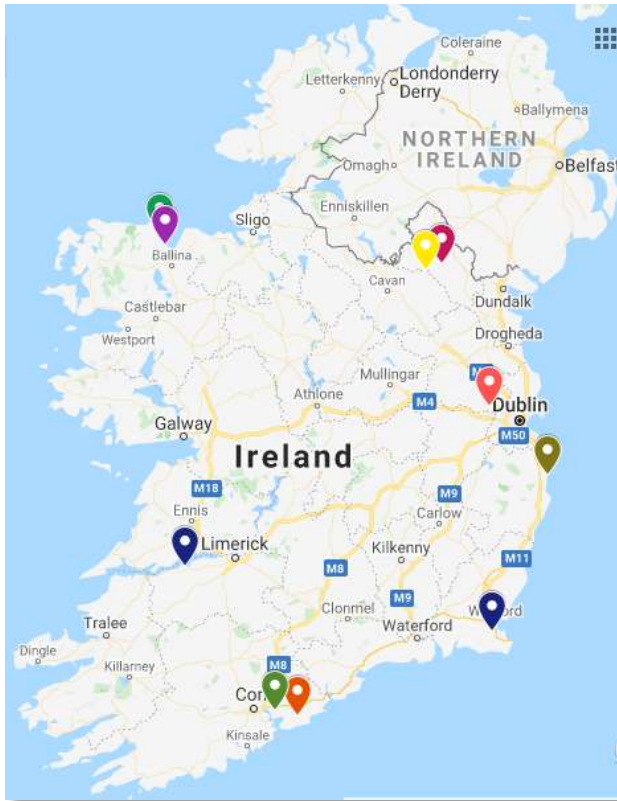 Coleraine
Letterkenny
Londonderry
Derry
Ballymena
NORTHERN
IRELAND
Omagh
Belfast
Enniskillen
Sligo
Ballina
Cavan
Dundalk
Castlebar
Drogheda
Westport
Mullingar
Athlone
M4
Dublin
Galway
M50
Ireland
M18
M9
Ennis
Carlow
Limerick
Kilkenny
M11
M8
M9
Clonmel
Tralee
Waterford
Dingle
Killarney
M8
Kinsale